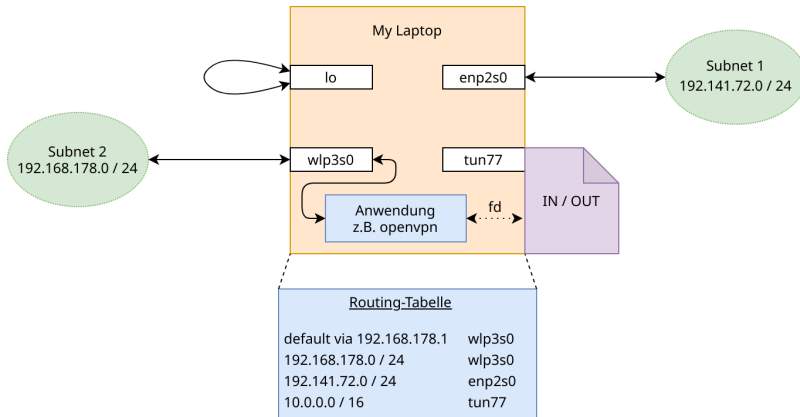 My Laptop
lo
enp2s0
Subnet 1
192.141.72.0 / 24
Subnet 2
192.168.178.0 / 24
wlp3s0
tun77
Anwendung
z.B. openvpn
fd
IN / OUT
Routing-Tabelle
default via 192.168.178.1 wlp3s0
192.168.178.0 / 24 wlp3s0
192.141.72.0 / 24 enp2s0
10.0.0.0 / 16 tun77